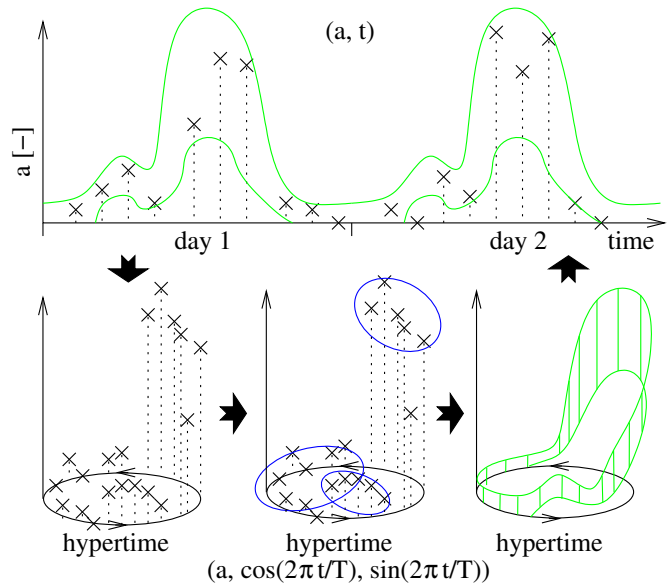 (a, t)
a [−]
day 1
day 2
time
hypertime
hypertime
hypertime
(a, cos(2π t/T), sin(2π t/T))